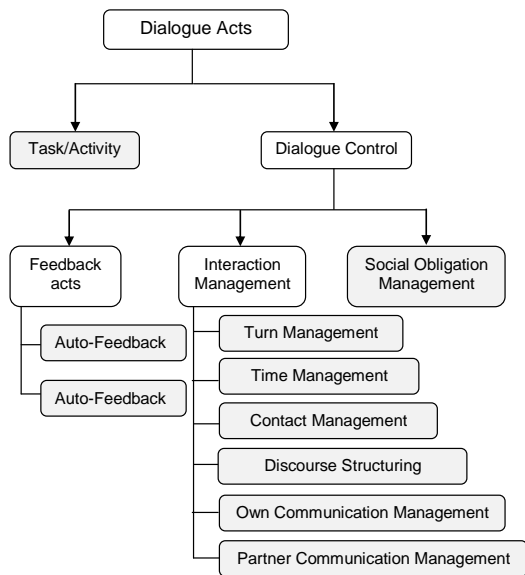 Dialogue Acts
Task/Activity
Dialogue Control
Feedback
acts
Interaction
Management
Social Obligation
Management
Auto-Feedback
Auto-Feedback
Turn Management
Time Management
Contact Management
Discourse Structuring
Own Communication Management
Partner Communication Management